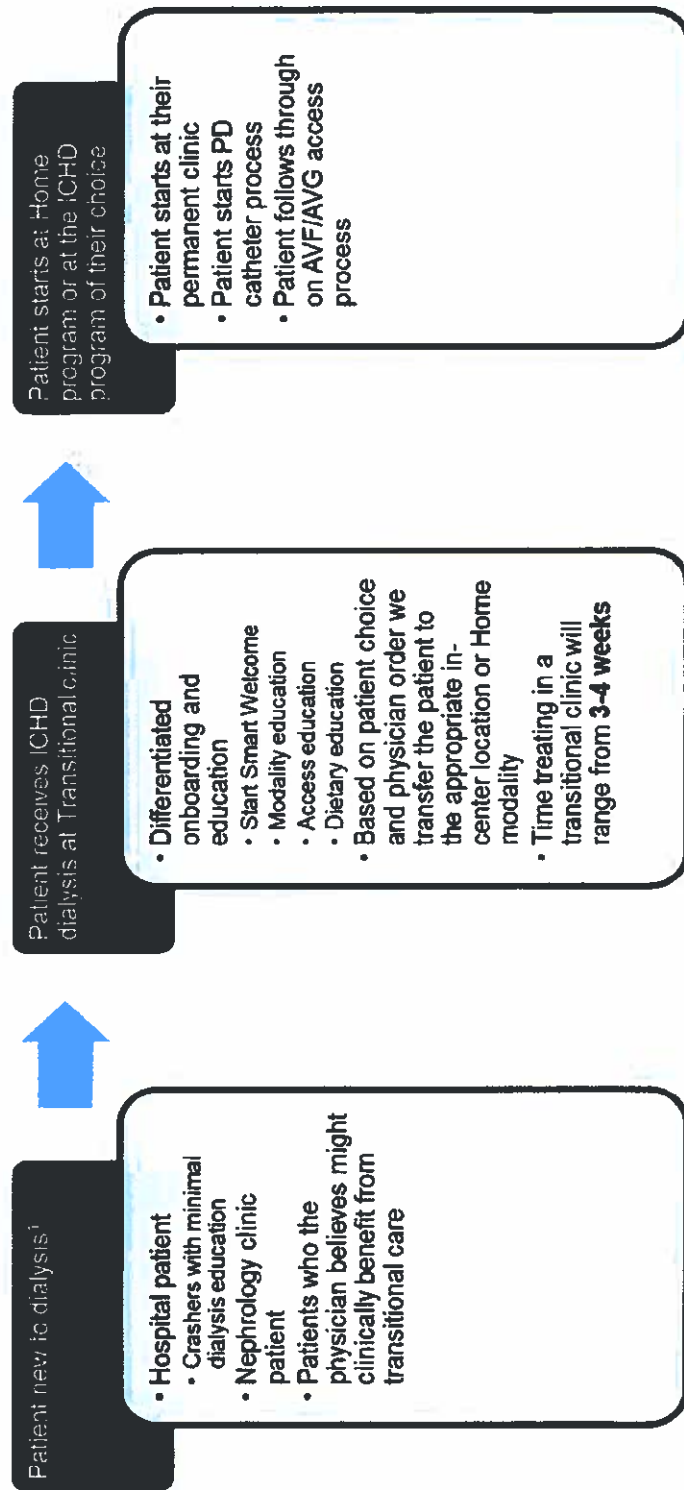 Patient new to dialysis¹
• Hospital patient
• Crashers with minimal
dialysis education
• Nephrology clinic
patient
• Patients who the
physician believes might
clinically benefit from
transitional care
Patient receives ICHD
dialysis at Transitional clinic
• Differentiated
onboarding and
education
• Start Smart Welcome
• Modality education
• Access education
• Dietary education
• Based on patient choice
and physician order we
transfer the patient to
the appropriate in-
center location or Home
modality
• Time treating in a
transitional clinic will
range from 3-4 weeks
Patient starts at Home
program or at the ICHD
program of their choice
• Patient starts at their
permanent clinic
• Patient starts PD
catheter process
• Patient follows through
on AVF/AVG access
process